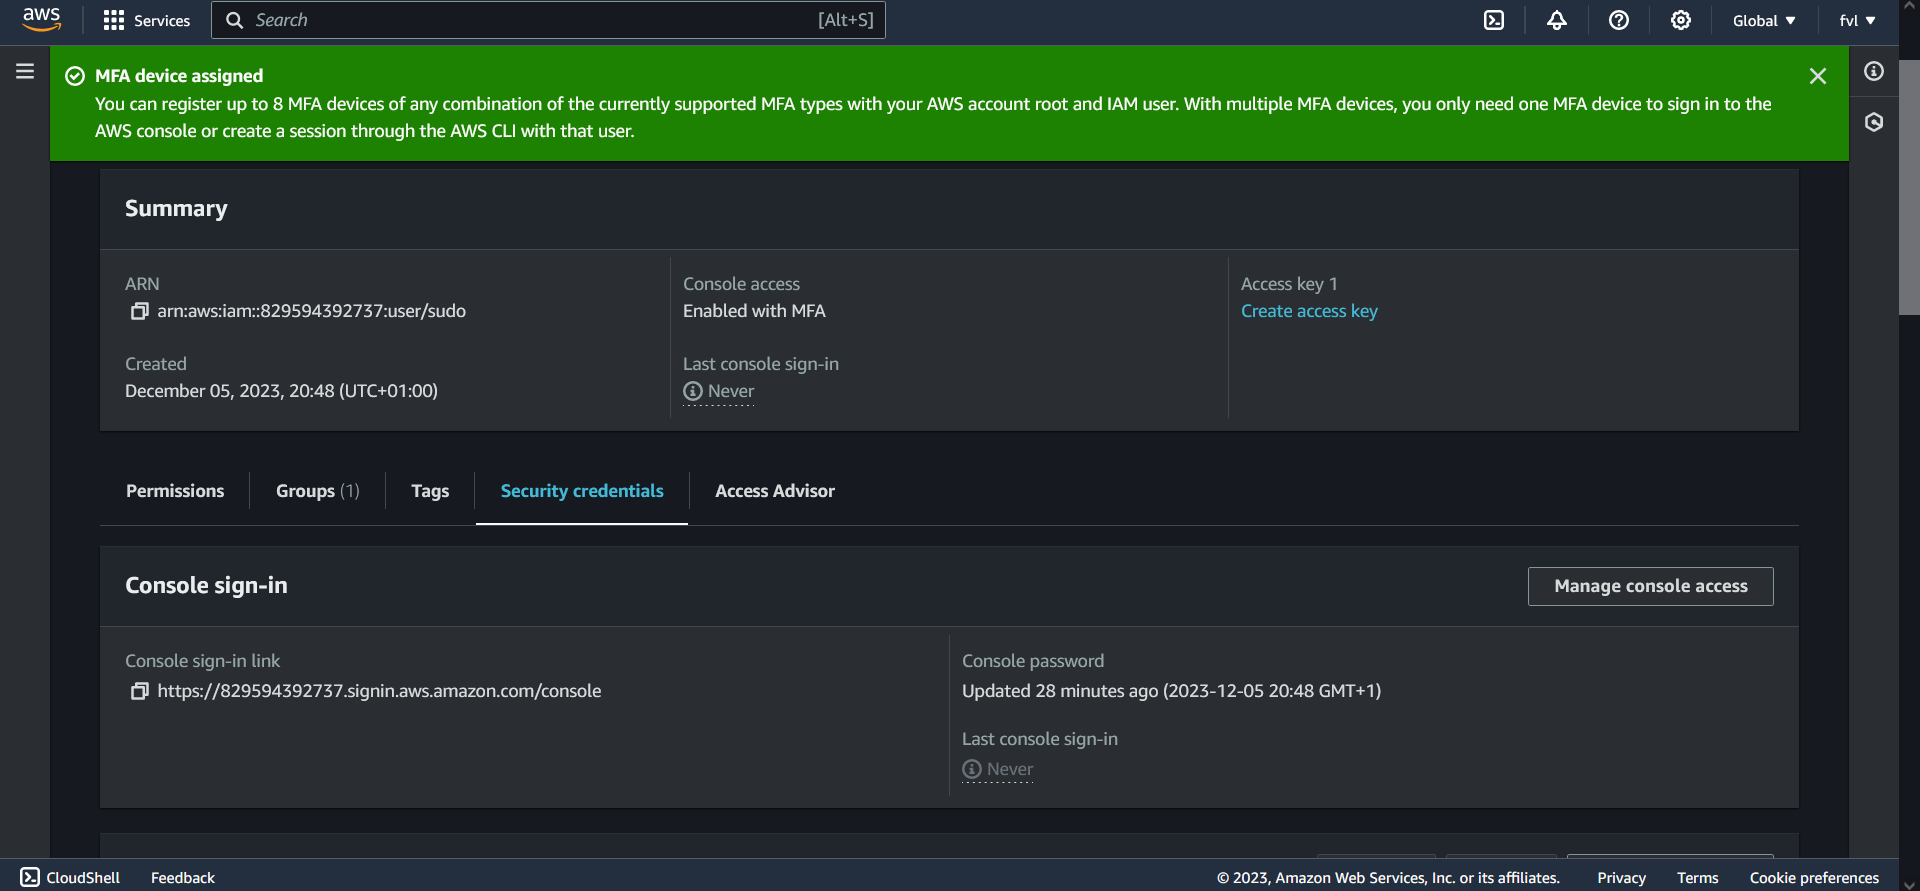 aws
Services
Search
[Alt+S]
Global
fvl
MFA device assigned
You can register up to 8 MFA devices of any combination of the currently supported MFA types with your AWS account root and IAM user. With multiple MFA devices, you only need one MFA device to sign in to the
AWS console or create a session through the AWS CLI with that user.
Summary
ARN
arn:aws:iam::829594392737:user/sudo
Created
December 05, 2023, 20:48 (UTC+01:00)
Console access
Enabled with MFA
Last console sign-in
Never
Access key 1
Create access key
Permissions
Groups (1)
Tags
Security credentials
Access Advisor
Console sign-in
Manage console access
Console sign-in link
https://829594392737.signin.aws.amazon.com/console
Console password
Updated 28 minutes ago (2023-12-05 20:48 GMT+1)
Last console sign-in
Never
CloudShell
Feedback
© 2023, Amazon Web Services, Inc. or its affiliates.
Privacy
Terms
Cookie preferences